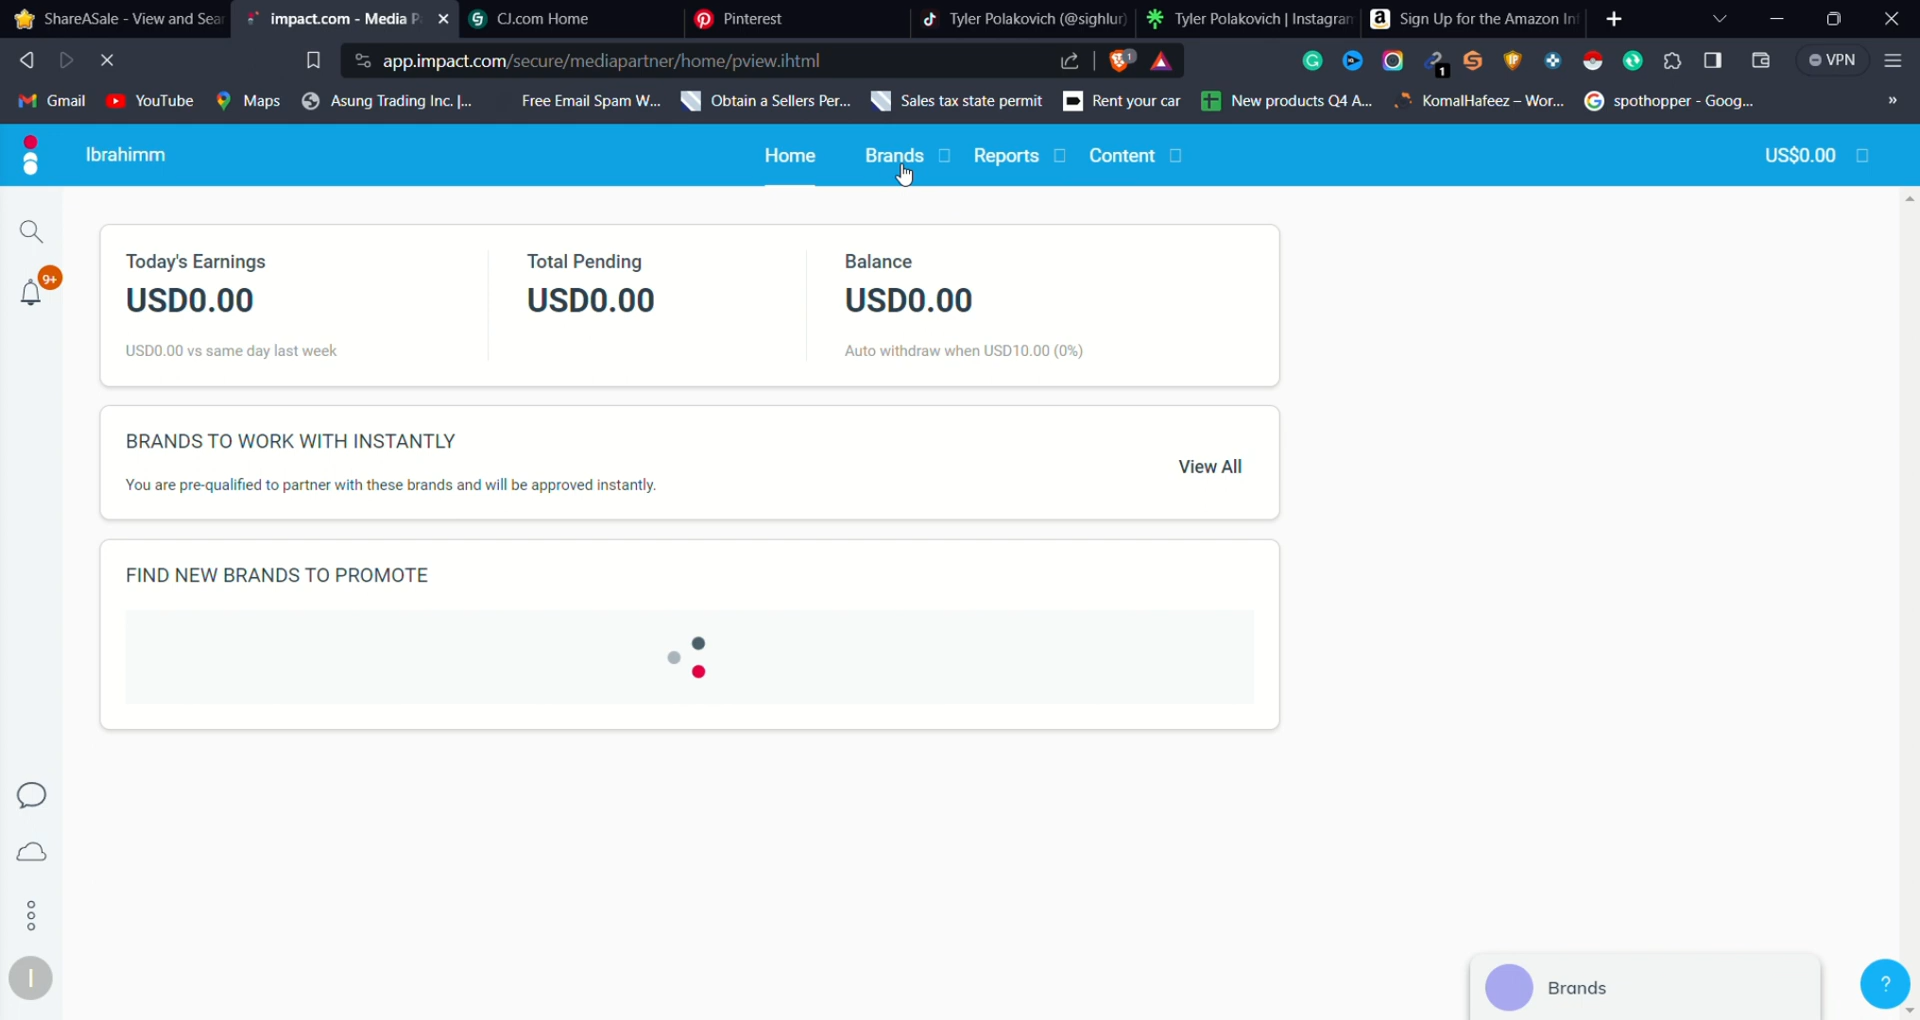 ShareASale - View and Sear
impact.com - Media P
CJ.com Home
Pinterest
Tyler Polakovich (@sighlur
Tyler Polakovich | Instagran
Sign Up for the Amazon In
app.impact.com/secure/mediapartner/home/pview.ihtml
1
1
VPN
Gmail
YouTube
Maps
Asung Trading Inc. |...
Free Email Spam W...
Obtain a Sellers Per...
Sales tax state permit
Rent your car
New products Q4 A...
KomalHafeez – Wor...
spothopper - Goog...
»
Ibrahimm
Home
Brands
Reports
Content
US$0.00
9+
Today's Earnings
Total Pending
Balance
USD0.00
USD0.00
USD0.00
USD0.00 vs same day last week
Auto withdraw when USD10.00 (0%)
BRANDS TO WORK WITH INSTANTLY
View All
You are pre-qualified to partner with these brands and will be approved instantly.
FIND NEW BRANDS TO PROMOTE
I
Brands
?